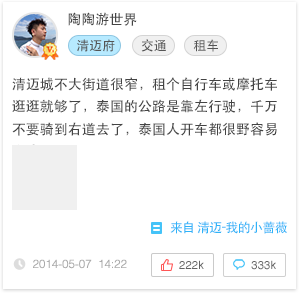 陶陶游世界
清迈府 交通 租车
清迈城不大街道很窄，租个自行车或摩托车
逛逛就够了，泰国的公路是靠左行驶，千万
不要骑到右道去了，泰国人开车都很野容易
来自 清迈-我的小蔷薇
2014-05-07 14:22 222k 333k